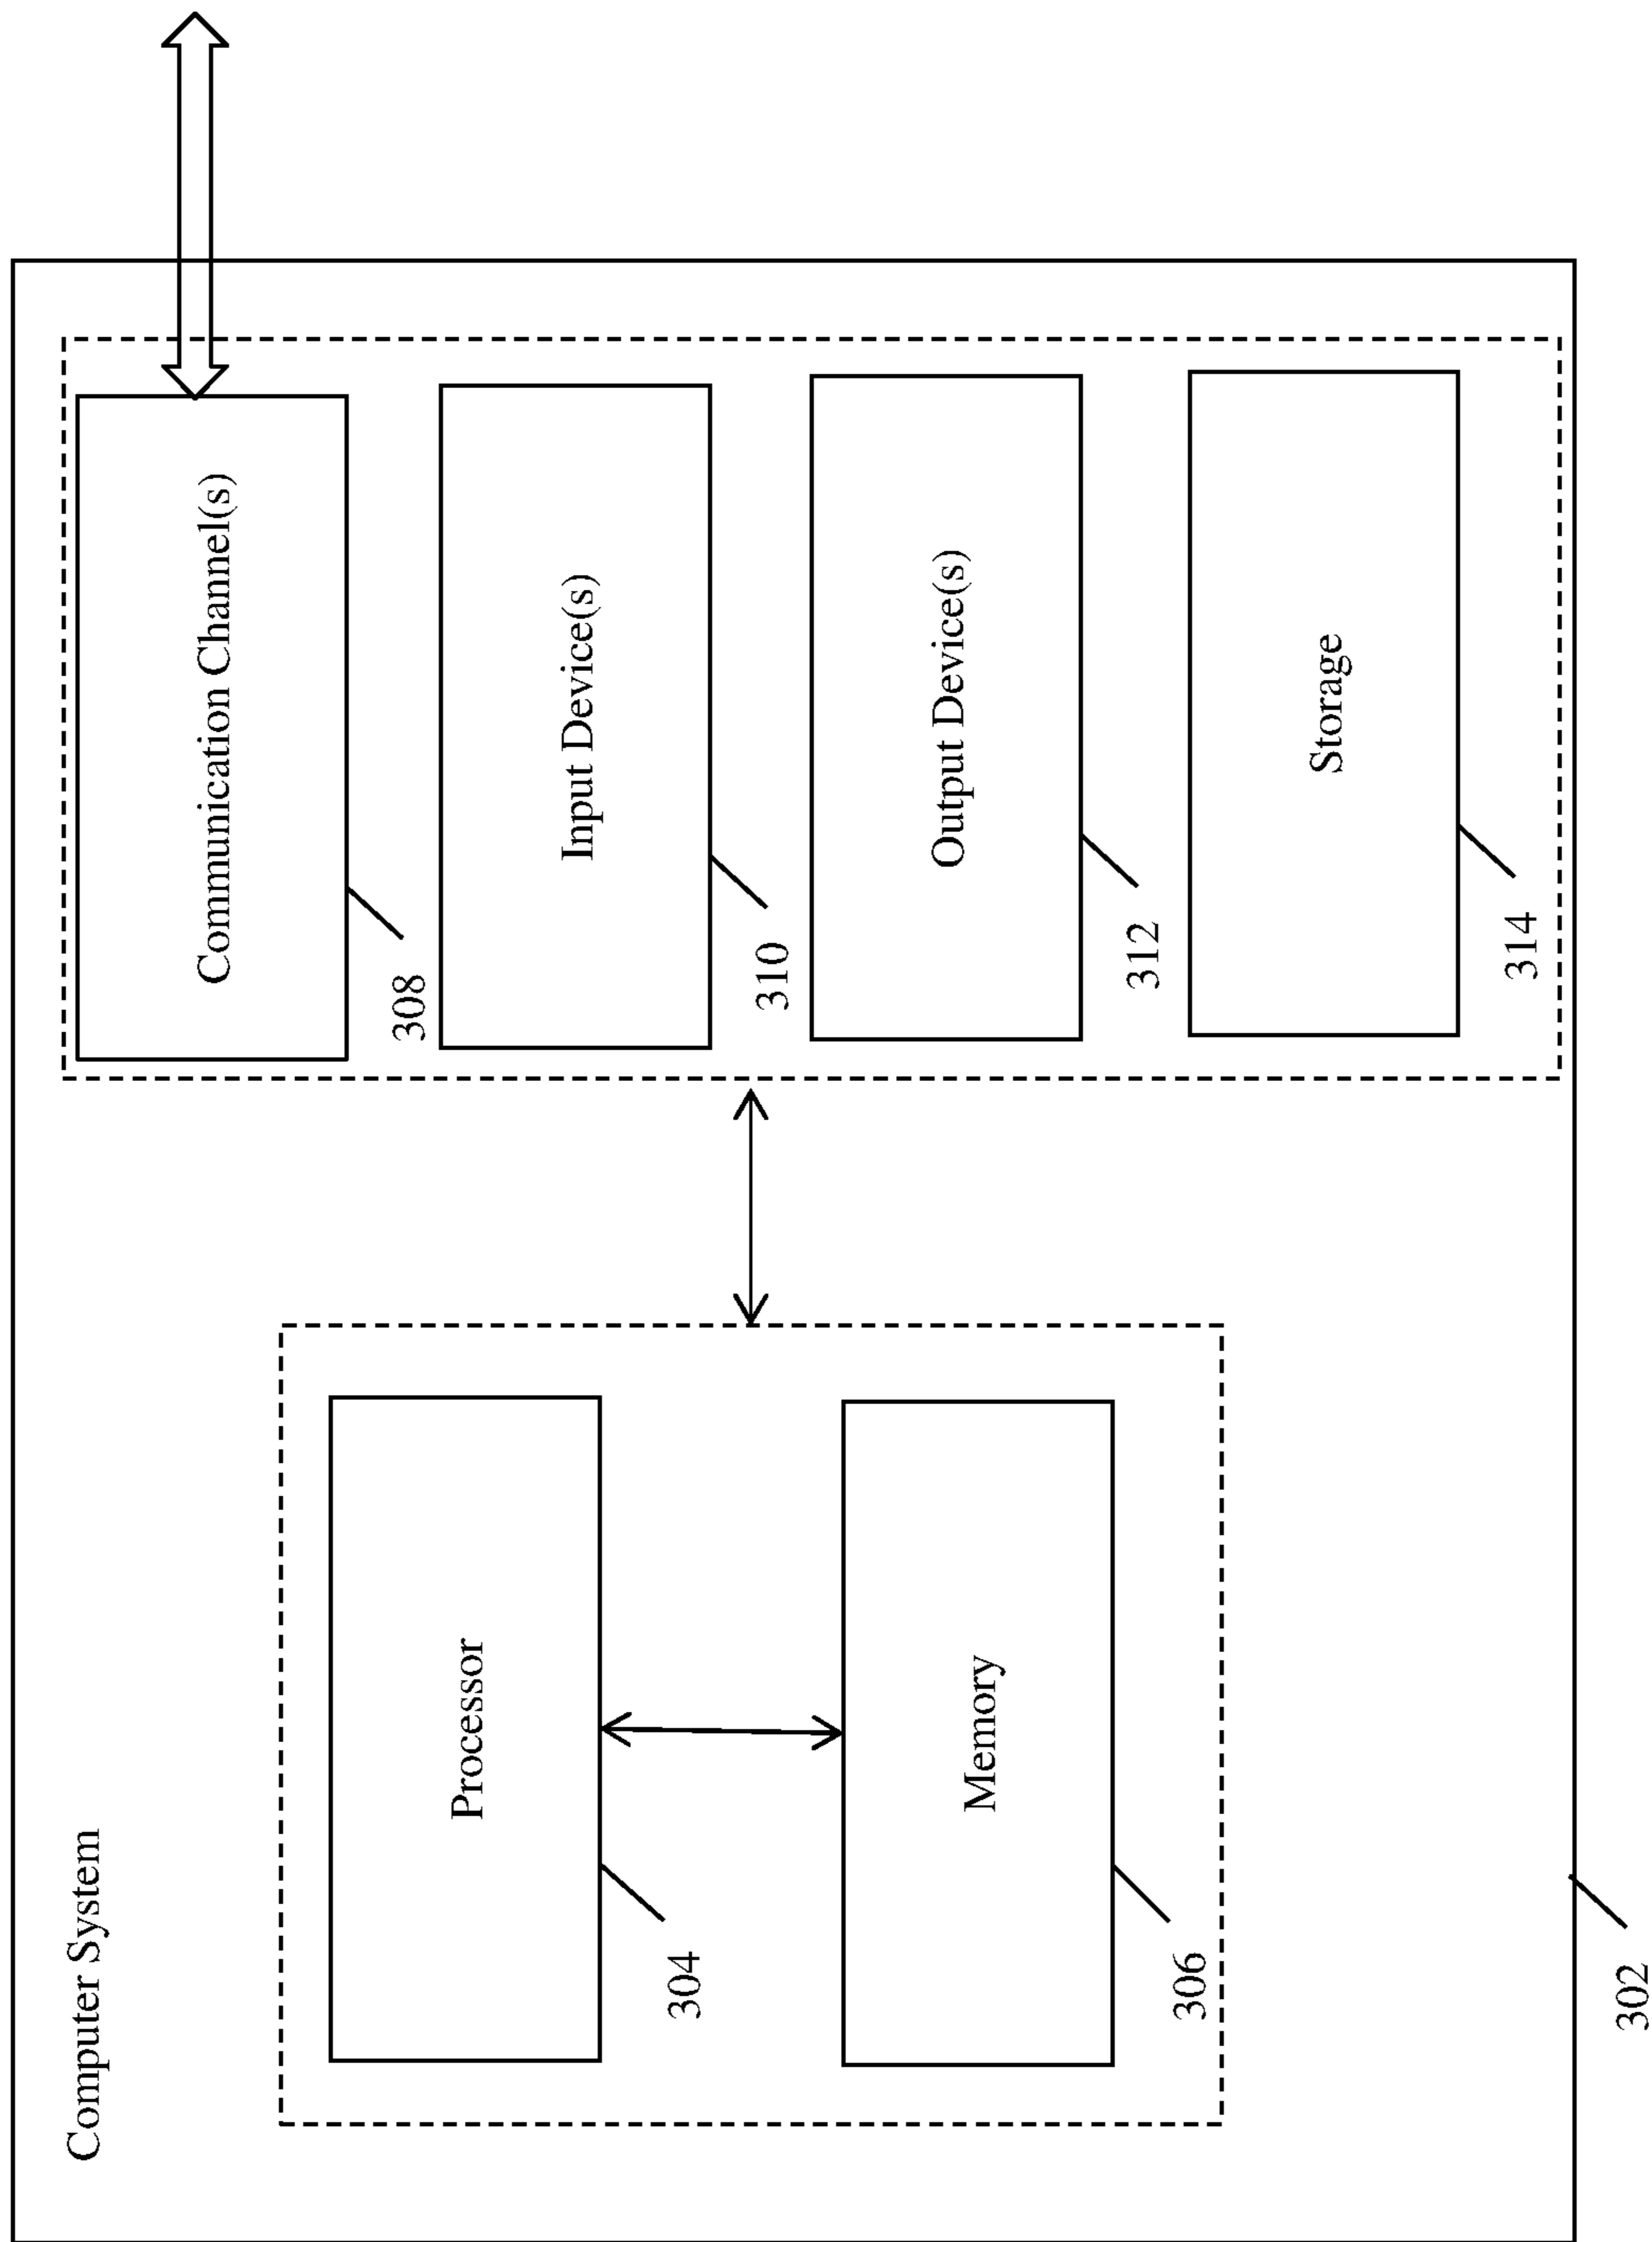 Computer System
Processor
304
Memory
306
Communication Channel(s)
308
Input Device(s)
310
Output Device(s)
312
Storage
314
302